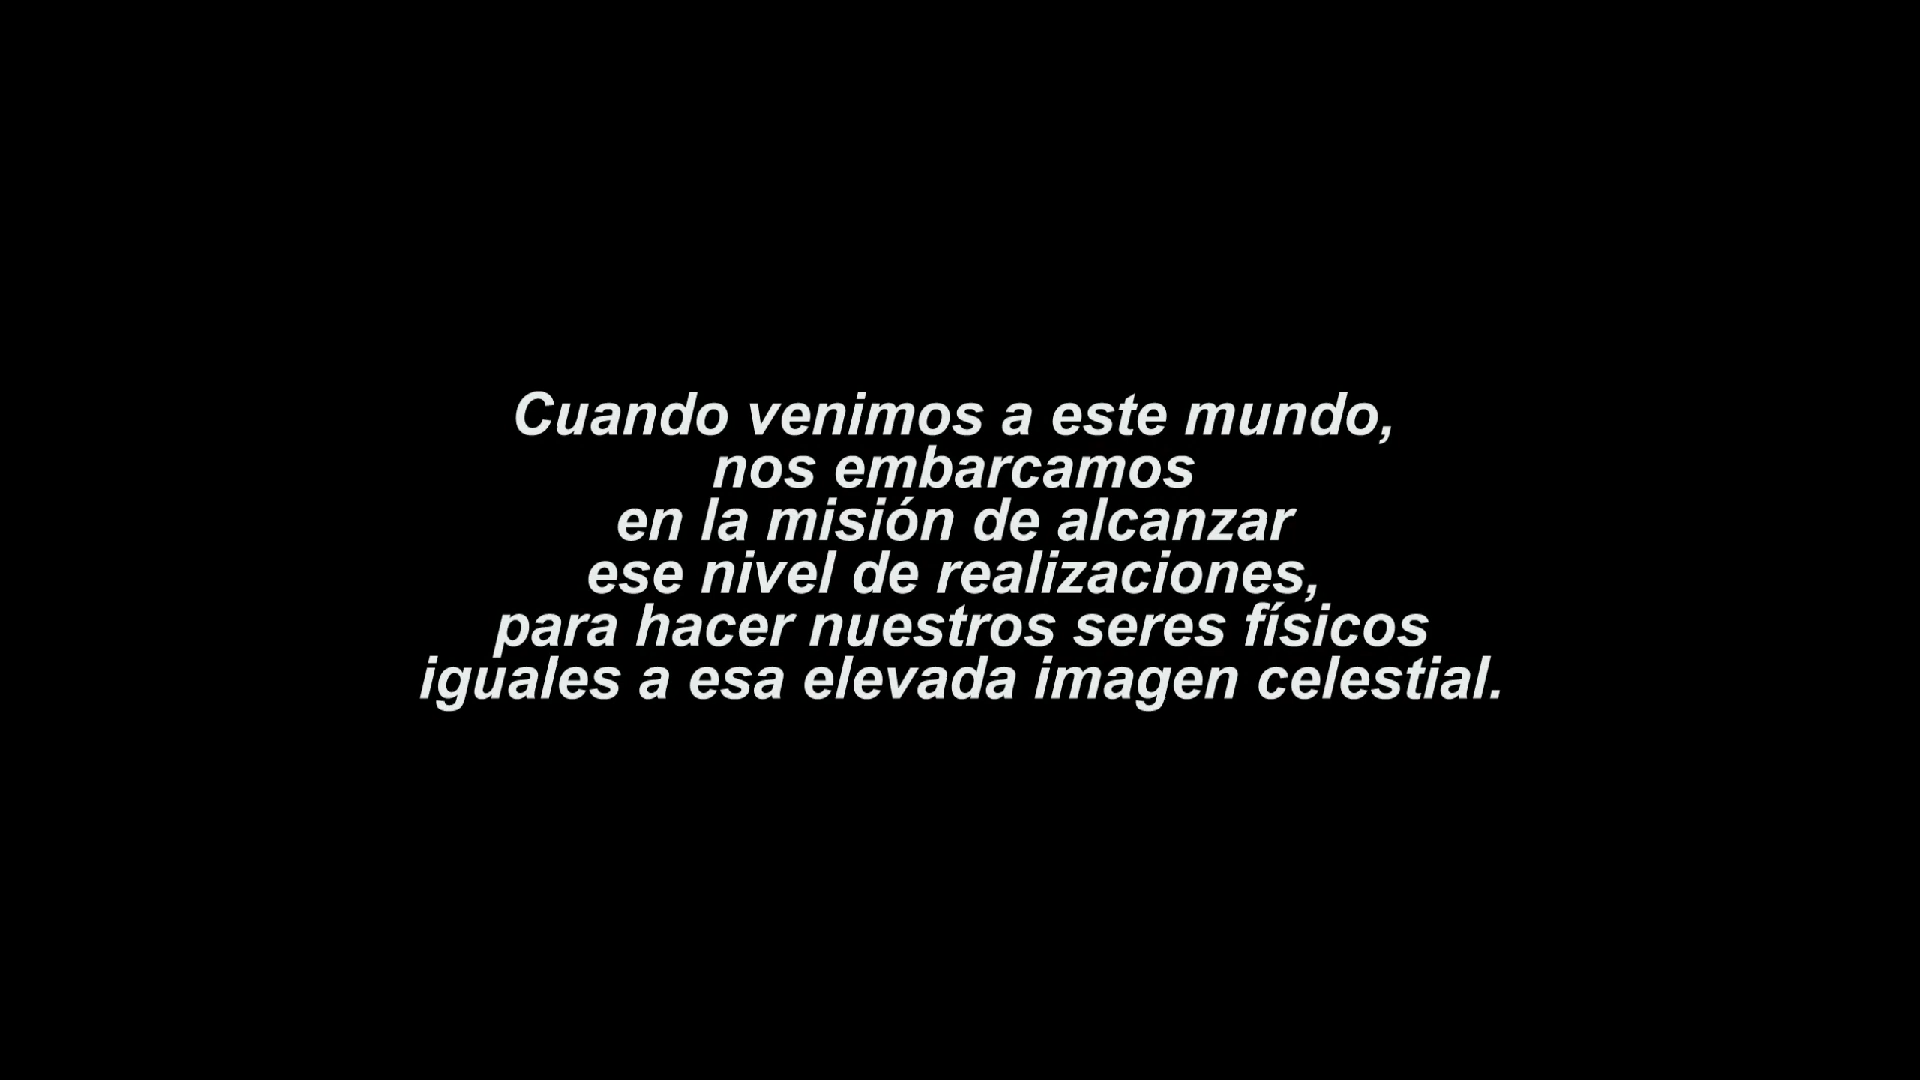 Cuando venimos a este mundo,
nos embarcamos
en la misión de alcanzar
ese nivel de realizaciones,
para hacer nuestros seres físicos
iguales a esa elevada imagen celestial.